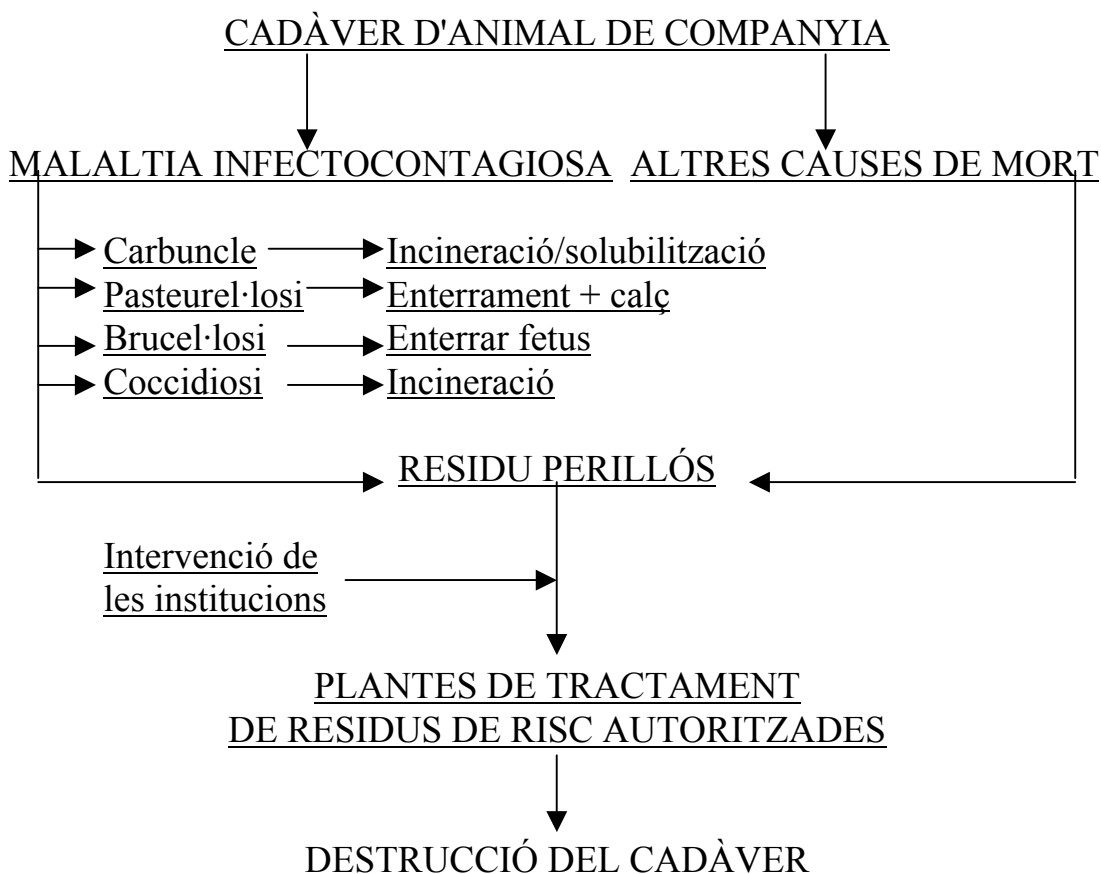 CADÀVER D'ANIMAL DE COMPANYIA
MALALTIA INFECTOCONTAGIOSA ALTRES CAUSES DE MORT
Carbuncle Incineració/solubilització
Pasteurel·losi Enterrament + calç
Brucel·losi Enterrar fetus
Coccidiosi Incineració
RESIDU PERILLÓS
Intervenció de
les institucions
PLANTES DE TRACTAMENT
DE RESIDUS DE RISC AUTORITZADES
DESTRUCCIÓ DEL CADÀVER